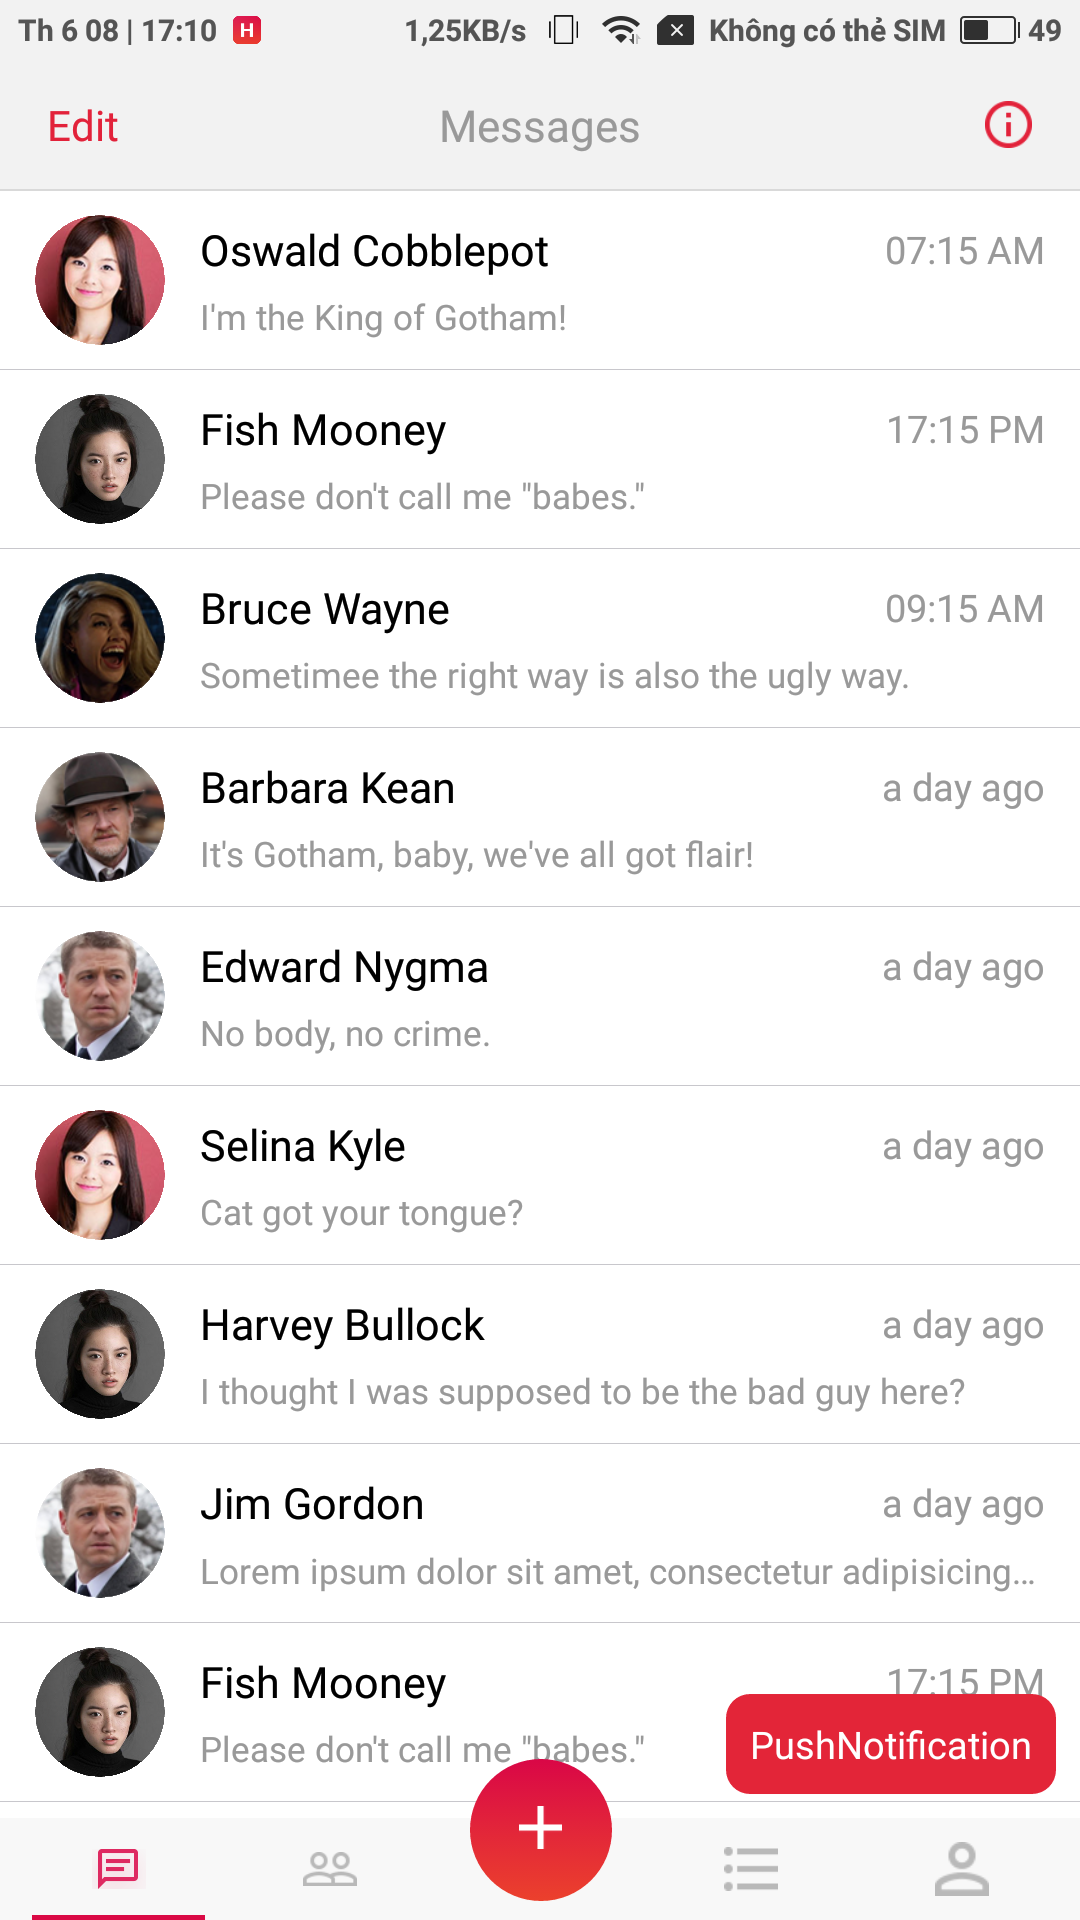 Th 6 08 | 17:10 H 1,25KB/s Không có thẻ SIM 49
Edit Messages
Oswald Cobblepot 07:15 AM
I'm the King of Gotham!
Fish Mooney 17:15 PM
Please don't call me "babes."
Bruce Wayne 09:15 AM
Sometimee the right way is also the ugly way.
Barbara Kean a day ago
It's Gotham, baby, we've all got flair!
Edward Nygma a day ago
No body, no crime.
Selina Kyle a day ago
Cat got your tongue?
Harvey Bullock a day ago
I thought I was supposed to be the bad guy here?
Jim Gordon a day ago
Lorem ipsum dolor sit amet, consectetur adipisicing...
Fish Mooney 17:15 PM
Please don't call me "babes."
PushNotification